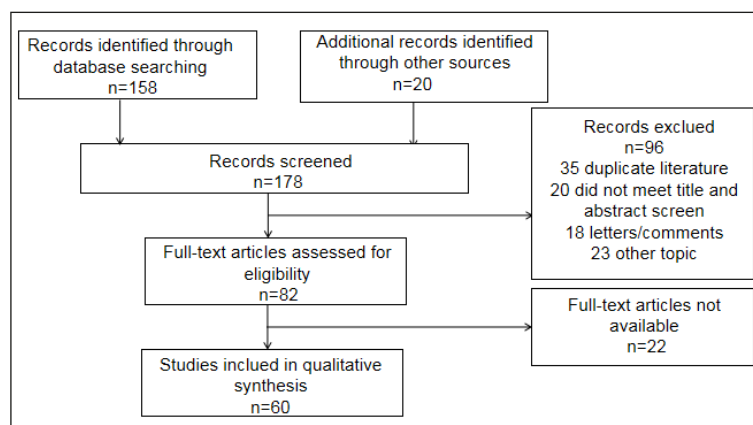 Records identified through
database searching
n=158
Additional records identified
through other sources
n=20
Records screened
n=178
Records exclued
n=96
35 duplicate literature
20 did not meet title and
abstract screen
18 letters/comments
23 other topic
Full-text articles assessed for
eligibility
n=82
Full-text articles not
available
n=22
Studies inclued in qualitative
synthesis
n=60